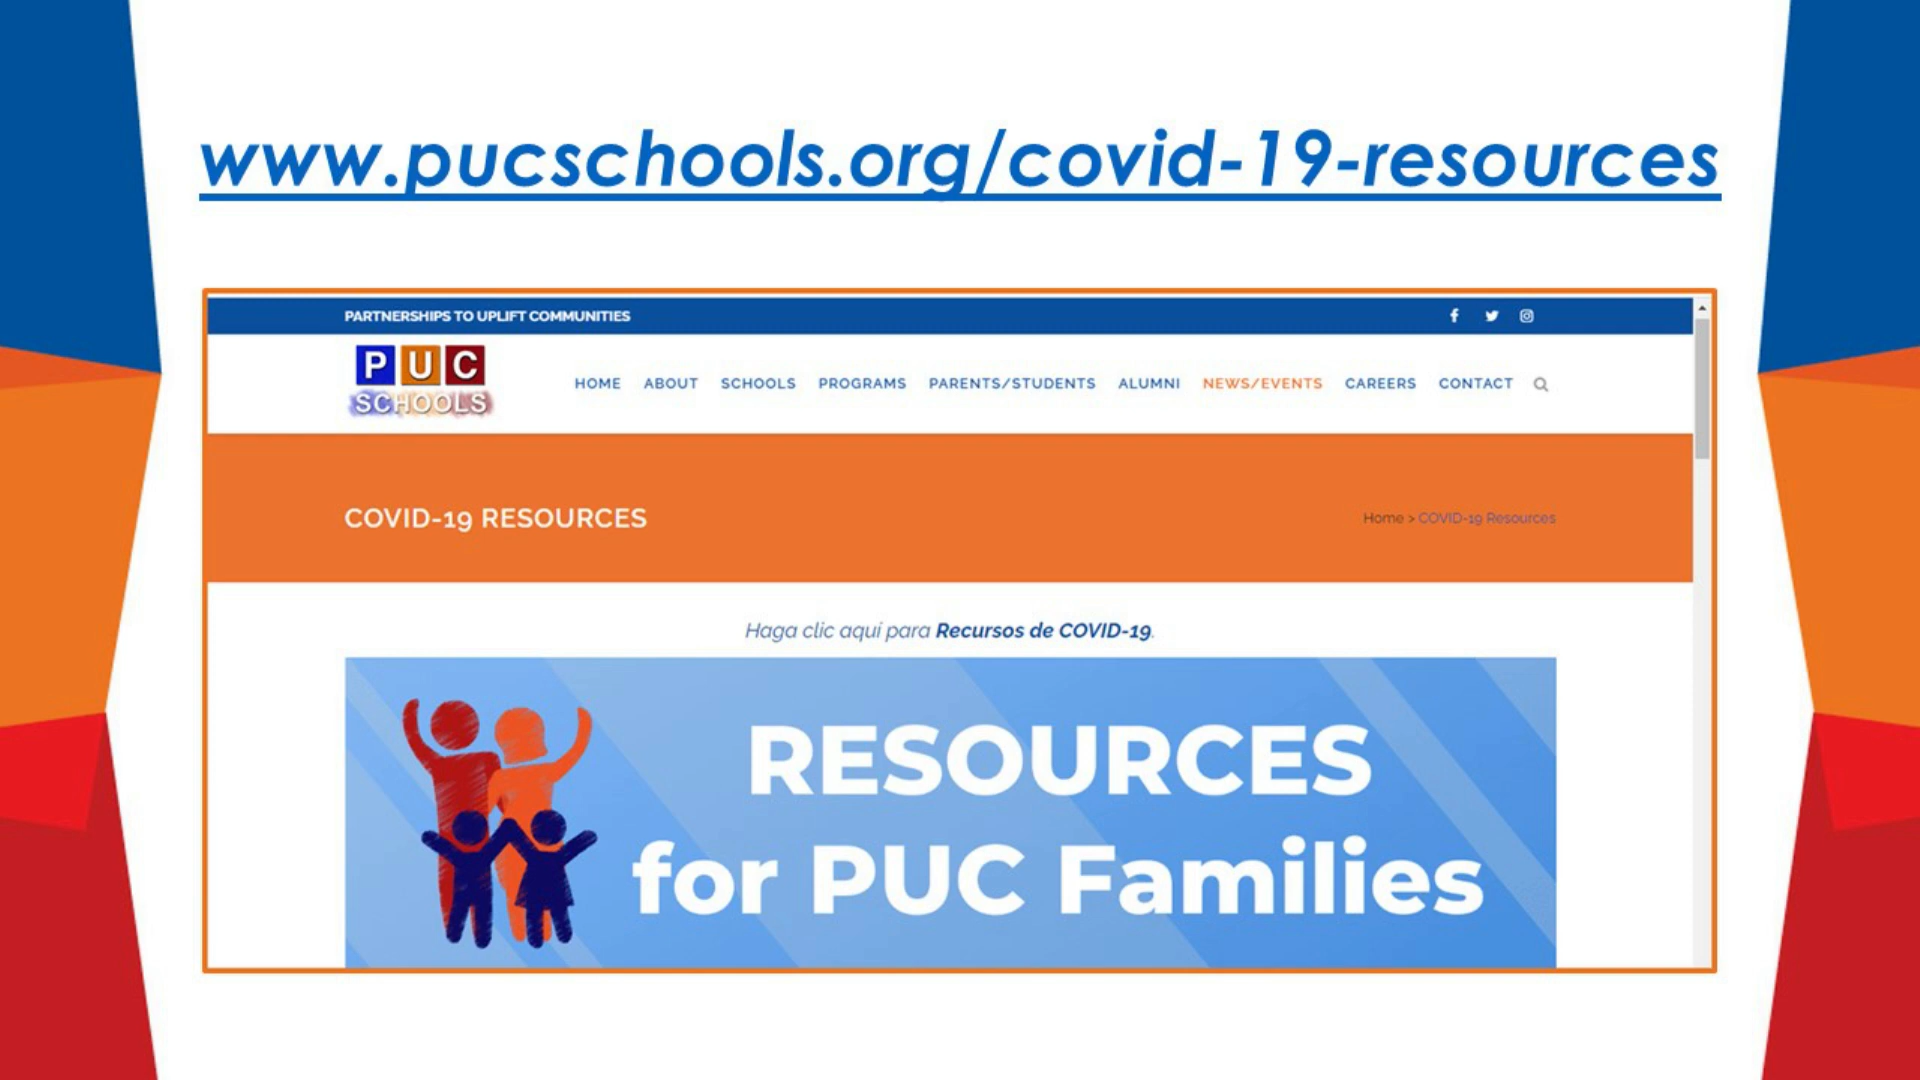 www.pucschools.org/covid-19-resources
PARTNERSHIPS TO UPLIFT COMMUNITIES
PUC
SCHOOLS
HOME ABOUT SCHOOLS PROGRAMS PARENTS/STUDENTS ALUMNI NEWS/EVENTS CAREERS CONTACT
COVID-19 RESOURCES
Home > COVID-19 Resources
Haga clic aquí para Recursos de COVID-19.
RESOURCES
for PUC Families